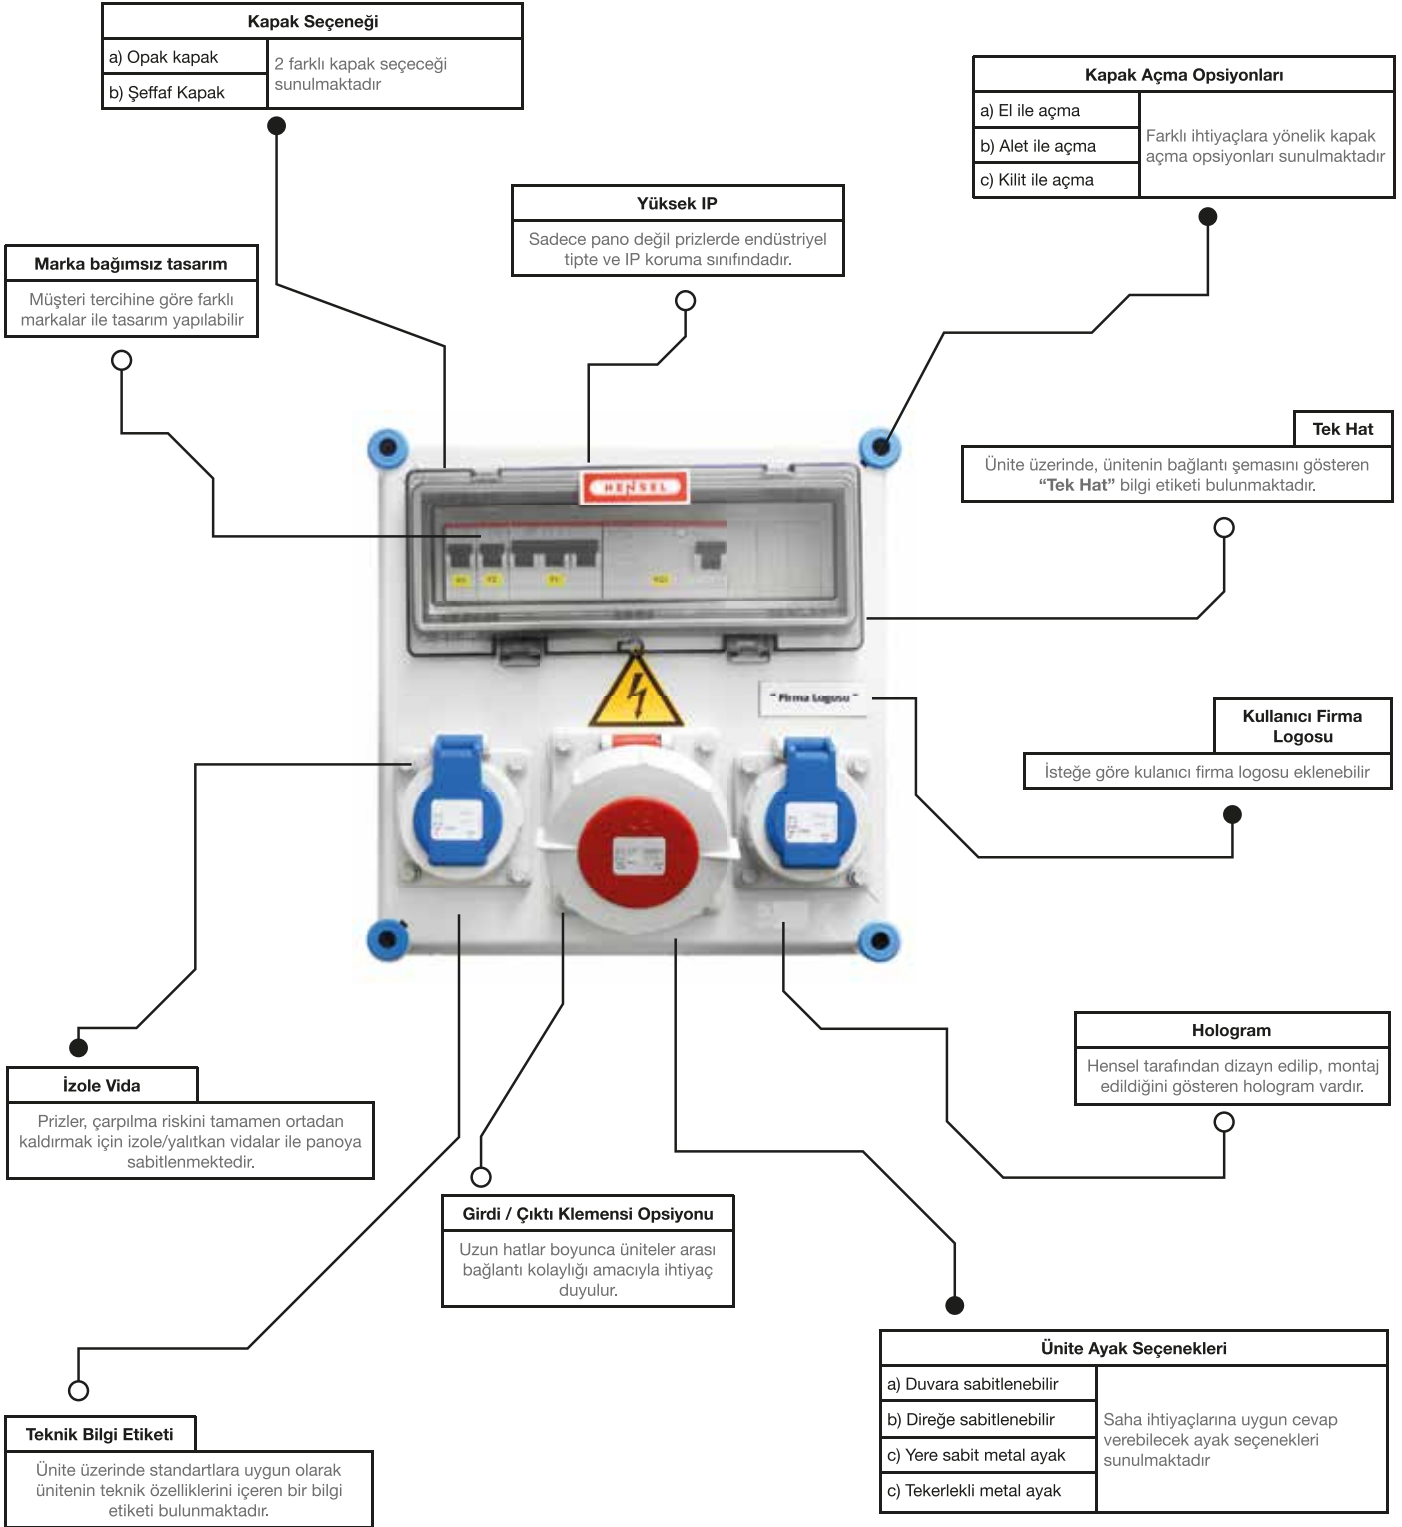 Kapak Seçeneği
a) Opak kapak
b) Şeffaf Kapak
2 farklı kapak seçeceği
sunulmaktadır
Kapak Açma Opsiyonları
a) El ile açma
b) Alet ile açma
c) Kilit ile açma
Farklı ihtiyaçlara yönelik kapak
açma opsiyonları sunulmaktadır
Yüksek IP
Sadece pano değil prizlerde endüstriyel
tipte ve IP koruma sınıfındadır.
Marka bağımsız tasarım
Müşteri tercihine göre farklı
markalar ile tasarım yapılabilir
Tek Hat
Ünite üzerinde, ünitenin bağlantı şemasını gösteren
“Tek Hat” bilgi etiketi bulunmaktadır.
HENSEL
" Firma Logosu "
Kullanıcı Firma
Logosu
İsteğe göre kulanıcı firma logosu eklenebilir
Hologram
Hensel tarafından dizayn edilip, montaj
edildiğini gösteren hologram vardır.
İzole Vida
Prizler, çarpılma riskini tamamen ortadan
kaldırmak için izole/yalıtkan vidalar ile panoya
sabitlenmektedir.
Girdi / Çıktı Klemensi Opsiyonu
Uzun hatlar boyunca üniteler arası
bağlantı kolaylığı amacıyla ihtiyaç
duyulur.
Ünite Ayak Seçenekleri
a) Duvara sabitlenebilir
b) Direğe sabitlenebilir
c) Yere sabit metal ayak
c) Tekerlekli metal ayak
Saha ihtiyaçlarına uygun cevap
verebilecek ayak seçenekleri
sunulmaktadır
Teknik Bilgi Etiketi
Ünite üzerinde standartlara uygun olarak
ünitenin teknik özelliklerini içeren bir bilgi
etiketi bulunmaktadır.